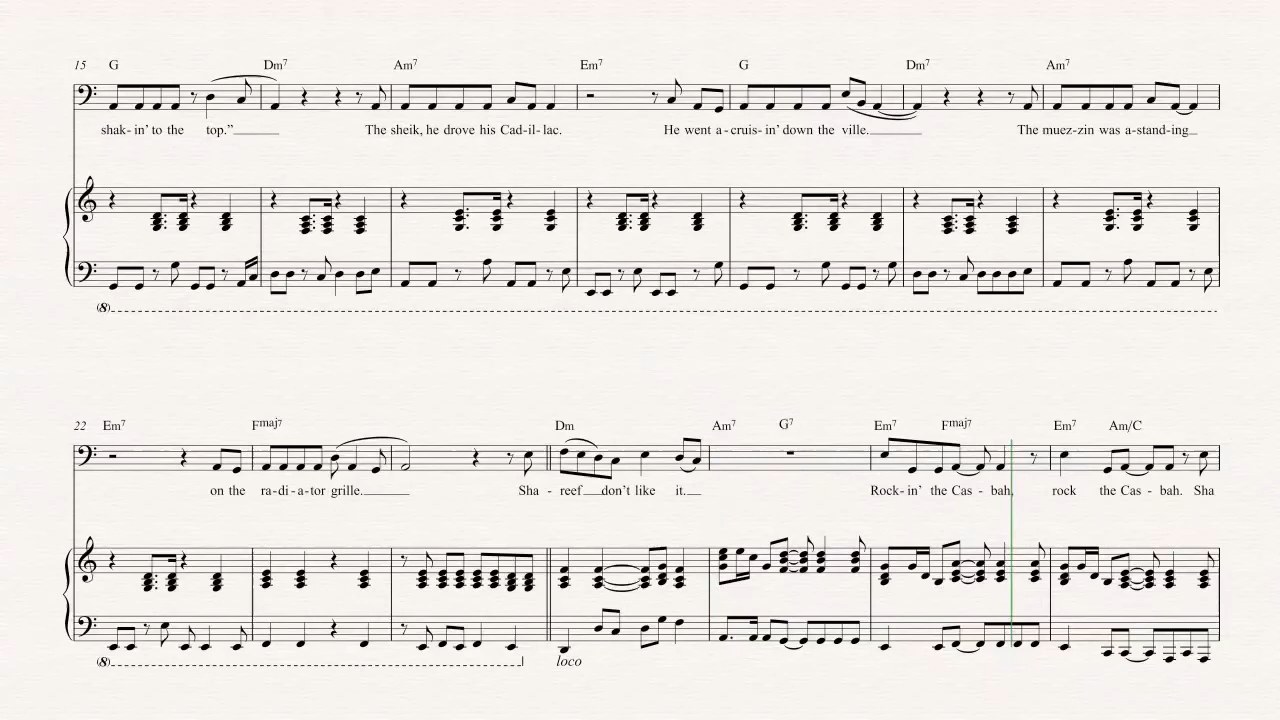 15 G Dm7 Am7 Em7 G Dm7 Am7
shak- in’ to the top.” The sheik, he drove his Cad-il- lac. He went a-cruis-in’ down the ville. The muez-zin was a-stand-ing
(8)
22 Em7 Fmaj7 Dm Am7 G7 Em7 Fmaj7 Em7 Am/C
on the ra-di-a-tor grille. Sha - reef don’t like it. Rock-in’ the Cas - bah, rock the Cas - bah. Sha
(8) loco